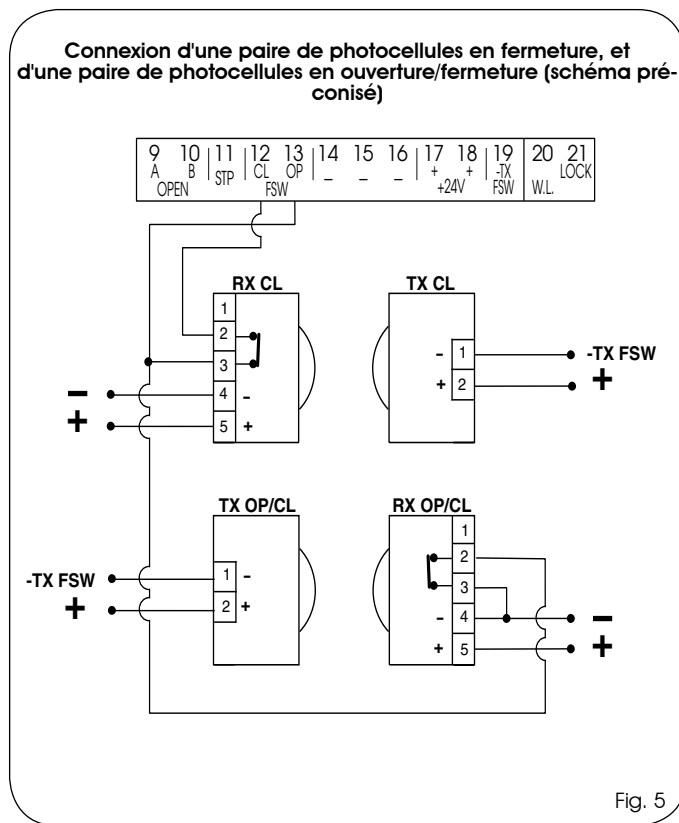 Connexion d'une paire de photocellules en fermeture, et
d'une paire de photocellules en ouverture/fermeture (schéma pré-
conisé)
9 10 11 12 13 14 15 16 17 18 19 20 21
A B STP CL OP – – – + + -TX LOCK
OPEN FSW +24V FSW W.L.
RX CL TX CL
1
2
3
4 -
5 +
–
+
- 1 -TX FSW
+ 2 +
TX OP/CL RX OP/CL
-TX FSW 1 -
+ 2 +
1
2
3
- 4 –
+ 5 +
Fig. 5